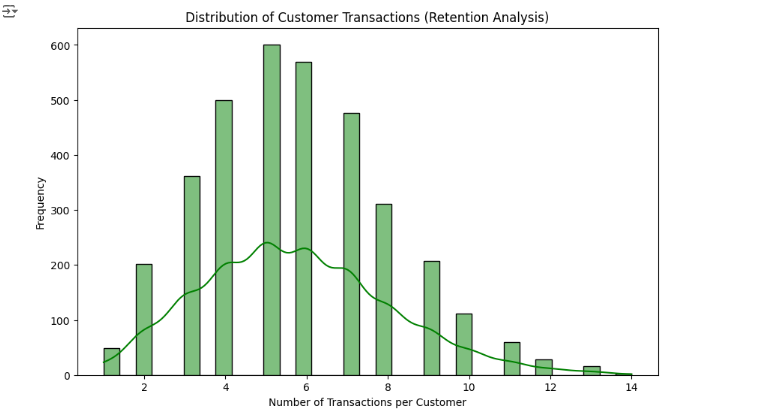 Distribution of Customer Transactions (Retention Analysis)
600
500
400
300
200
100
0
Frequency
2 4 6 8 10 12 14
Number of Transactions per Customer